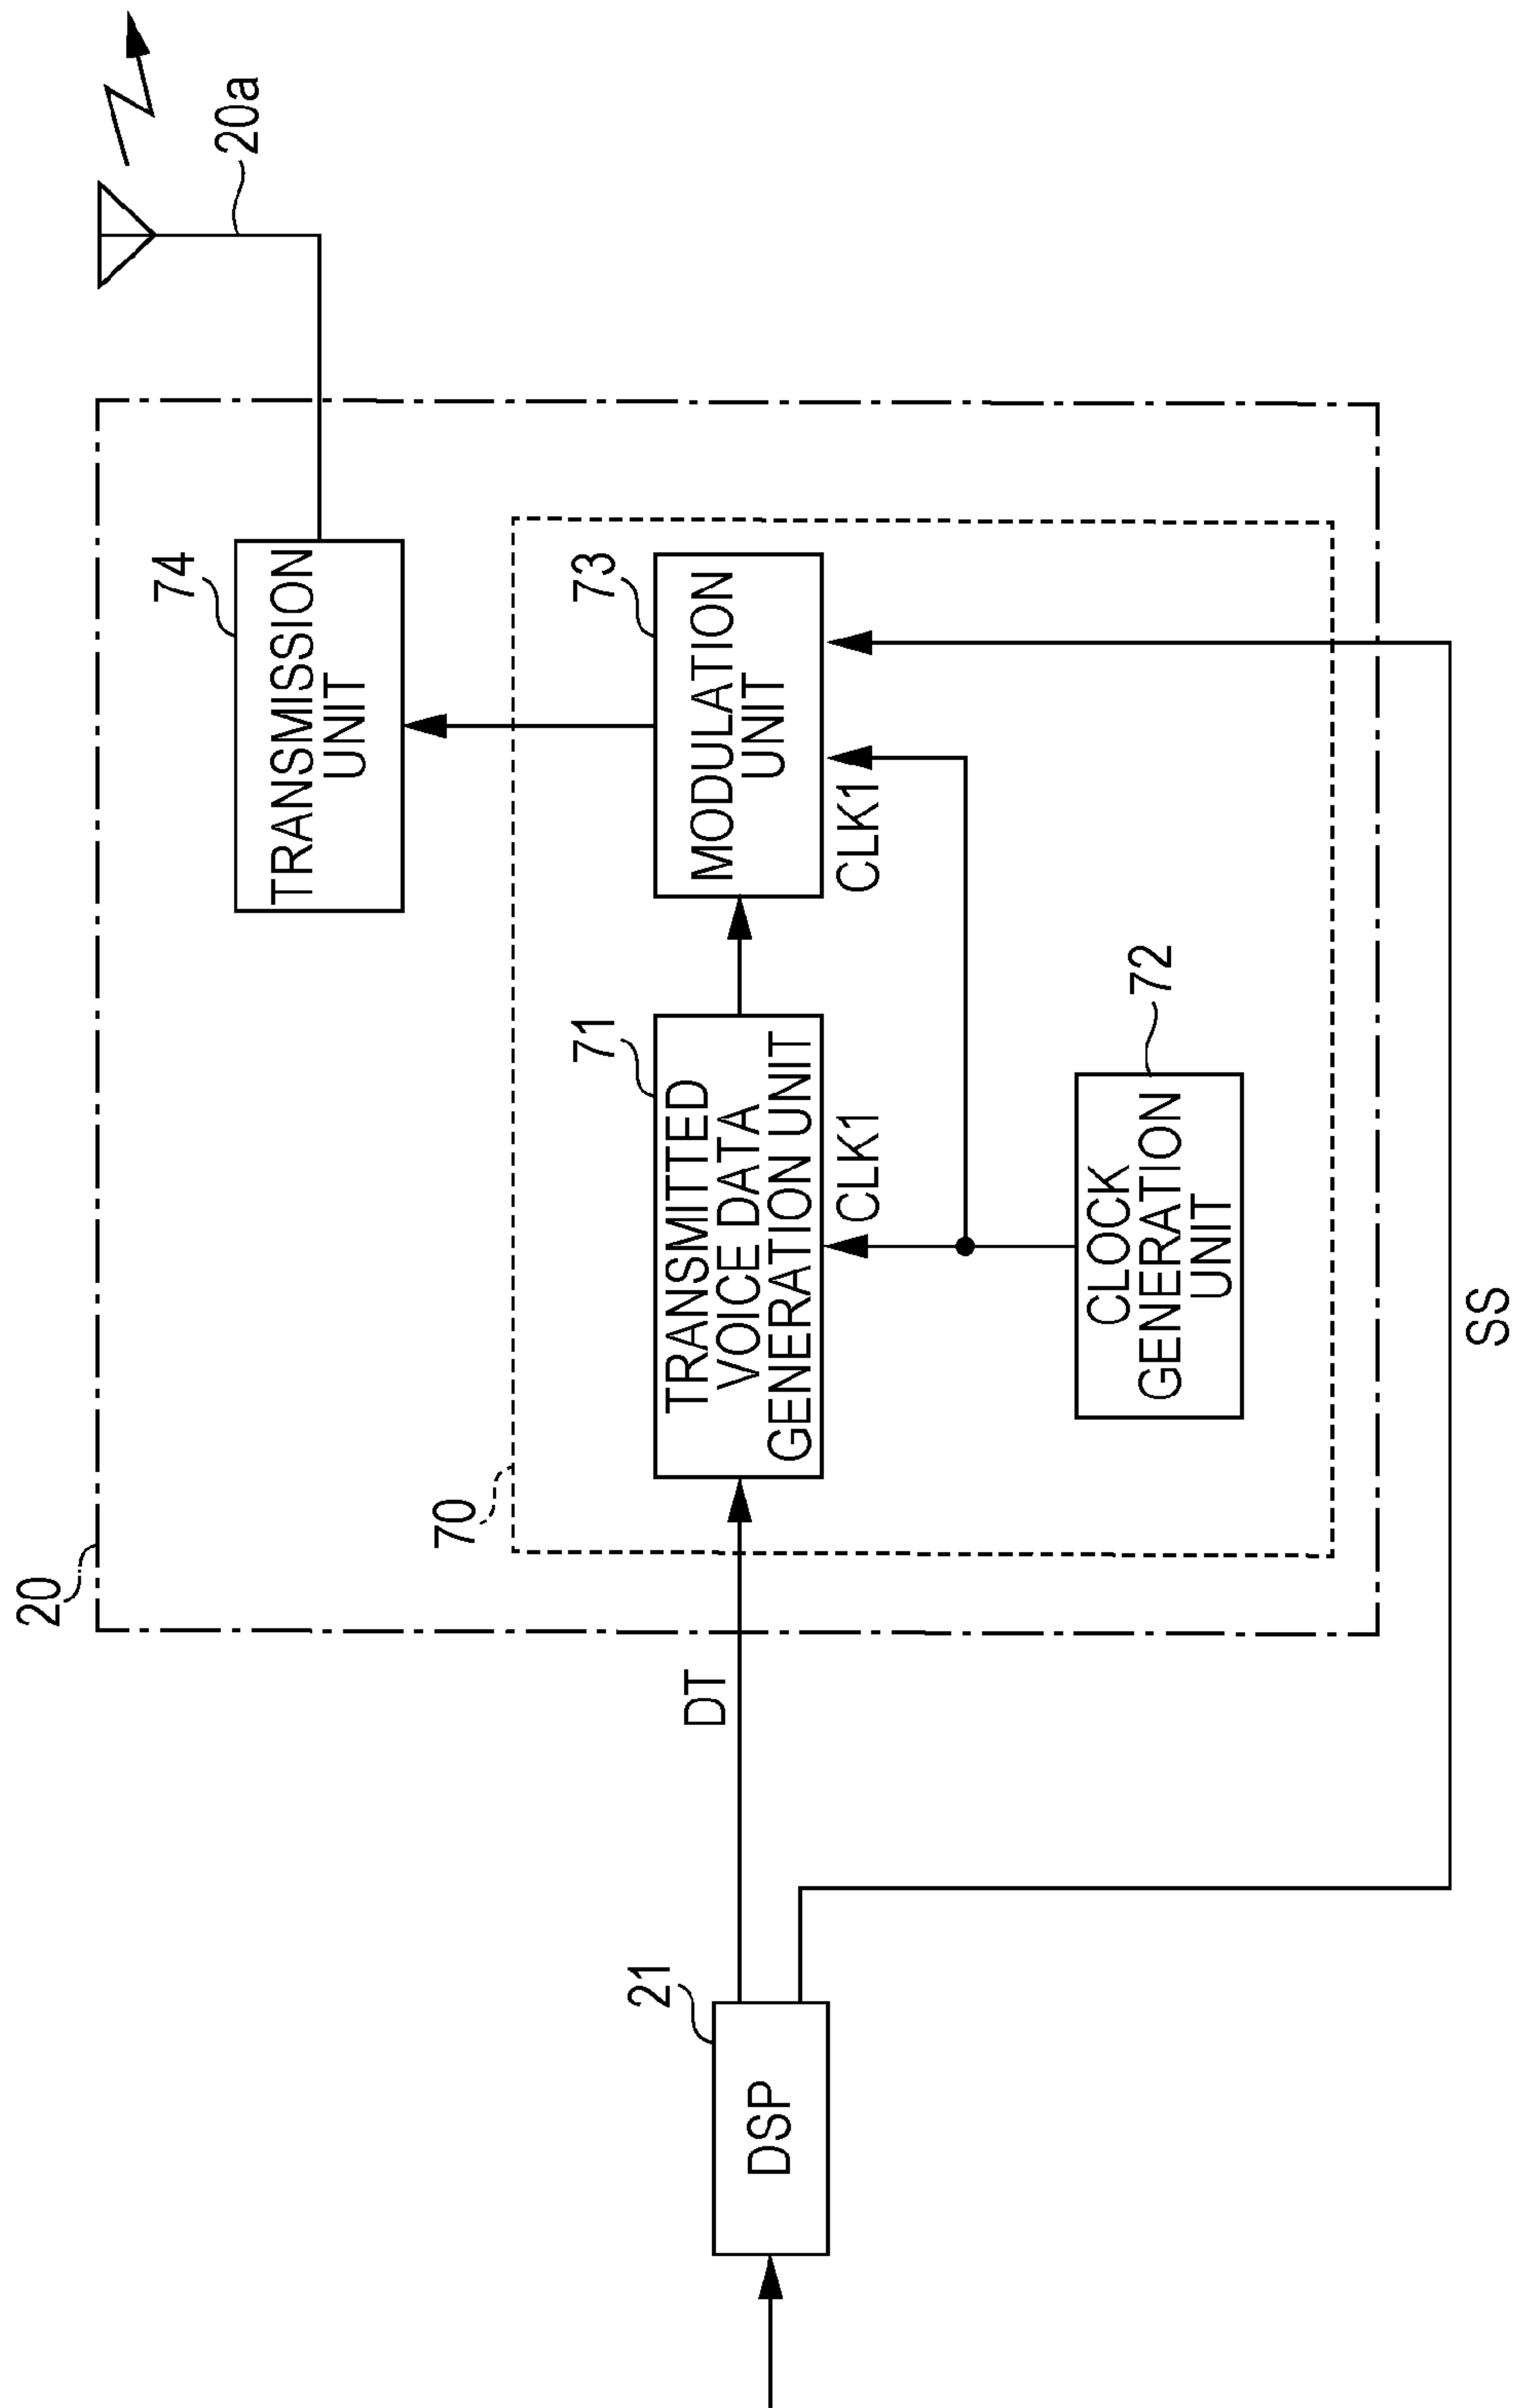 20
70
74
TRANSMISSION
UNIT
20a
71
TRANSMITTED
VOICE DATA
GENERATION UNIT
73
MODULATION
UNIT
21
DSP
DT
CLK1
CLK1
72
CLOCK
GENERATION
UNIT
SS